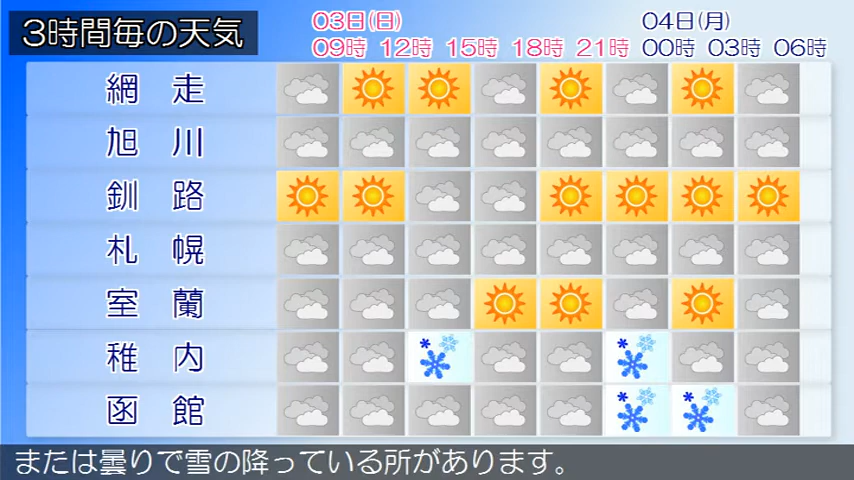 3時間毎の天気
03日(日) 04日(月)
09時 12時 15時 18時 21時 00時 03時 06時
網走
旭川
釧路
札幌
室蘭
稚内
函館
または曇りで雪の降っている所があります。